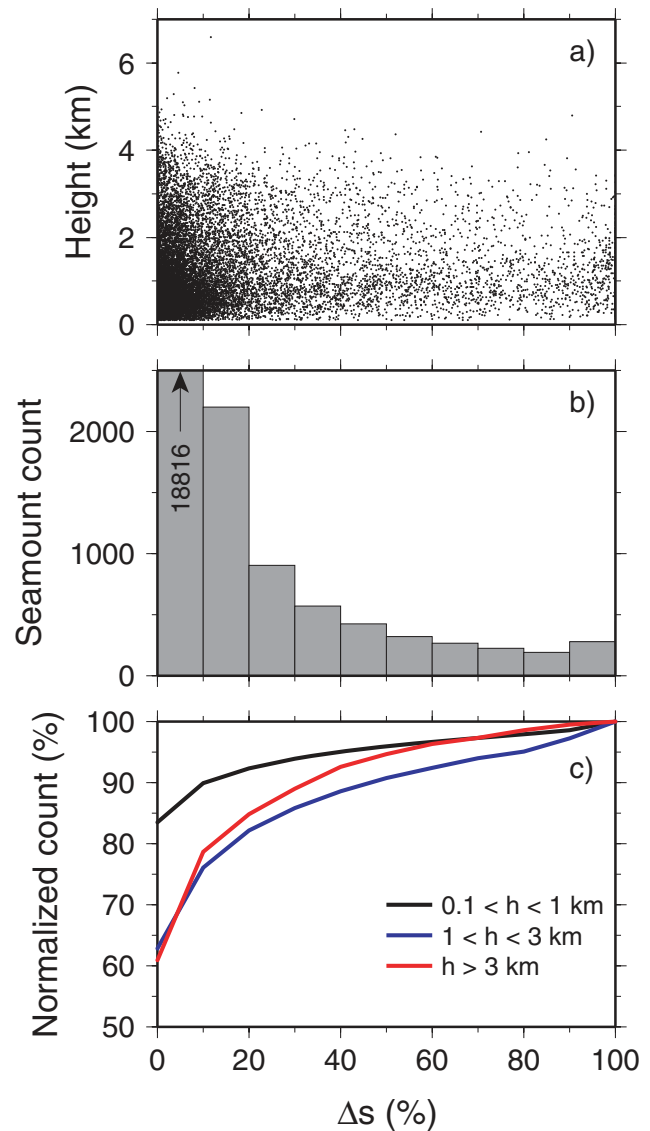 a)
6
4
2
0
Height (km)
b)
2000
1000
0
18816
Seamount count
c)
100
90
80
70
60
50
Normalized count (%)
0.1 < h < 1 km
1 < h < 3 km
h > 3 km
0 20 40 60 80 100
Δs (%)